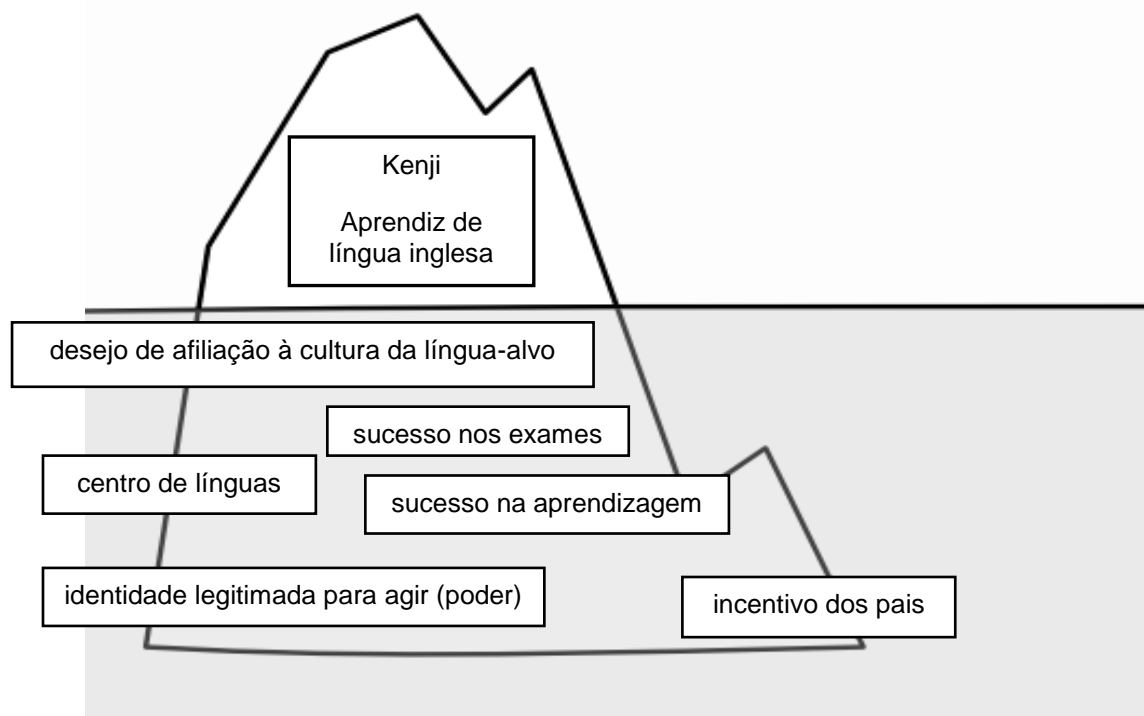 Kenji
Aprendiz de
língua inglesa
desejo de afiliação à cultura da língua-alvo
sucesso nos exames
centro de línguas
sucesso na aprendizagem
identidade legitimada para agir (poder)
incentivo dos pais